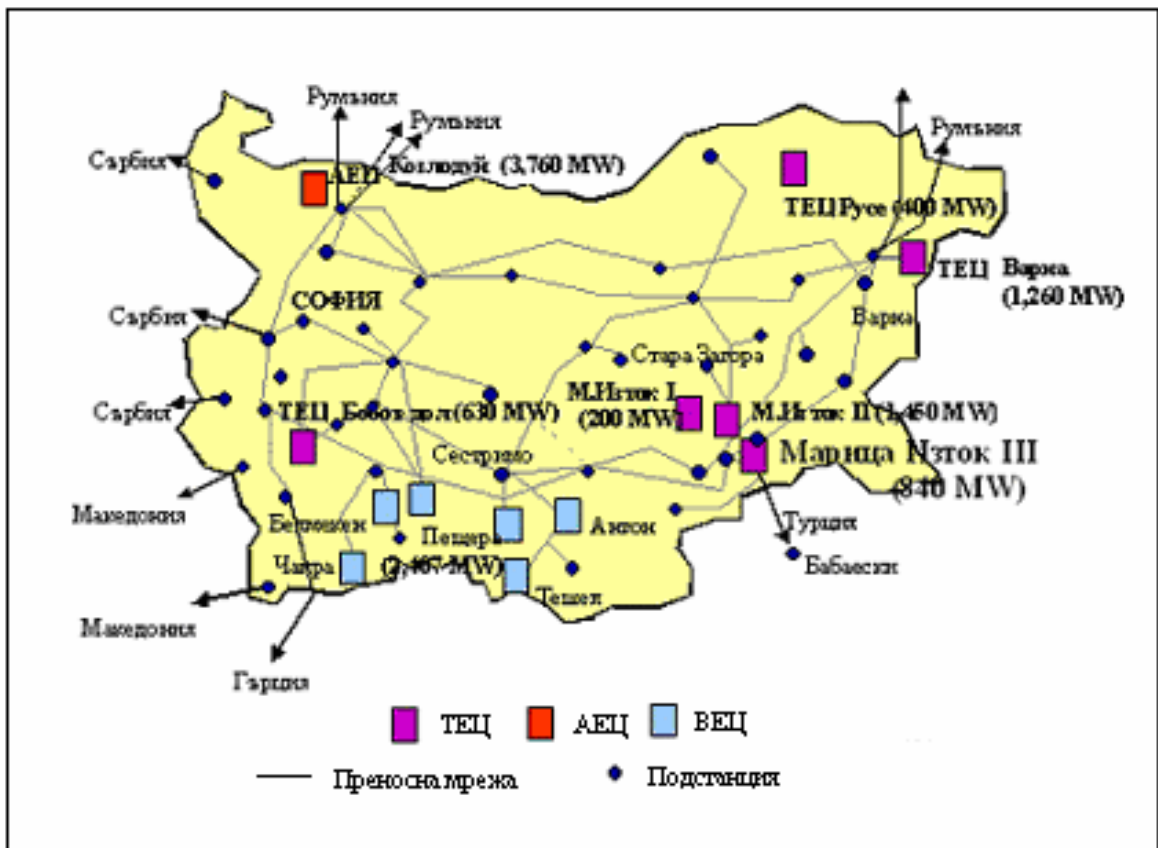 Румъния
Румъния
Румъния
Сърбия
АЕЦ
Козлодуй (3,760 MW)
ТЕЦ Русе (400 MW)
ТЕЦ Варна
(1,260 MW)
СОФИЯ
Сърбия
Варна
Стара Загора
Сърбия
ТЕЦ Бобов дол (630 MW)
М.Изток I
(200 MW)
М.Изток II (1,450 MW)
Сестримо
Марица Изток III
(840 MW)
Македония
Белмекен
Пещера
Антон
Турция
Чаира
(2,407 MW)
Бабаески
Тешел
Македония
Гърция
ТЕЦ
АЕЦ
ВЕЦ
Преносна мрежа
Подстанция